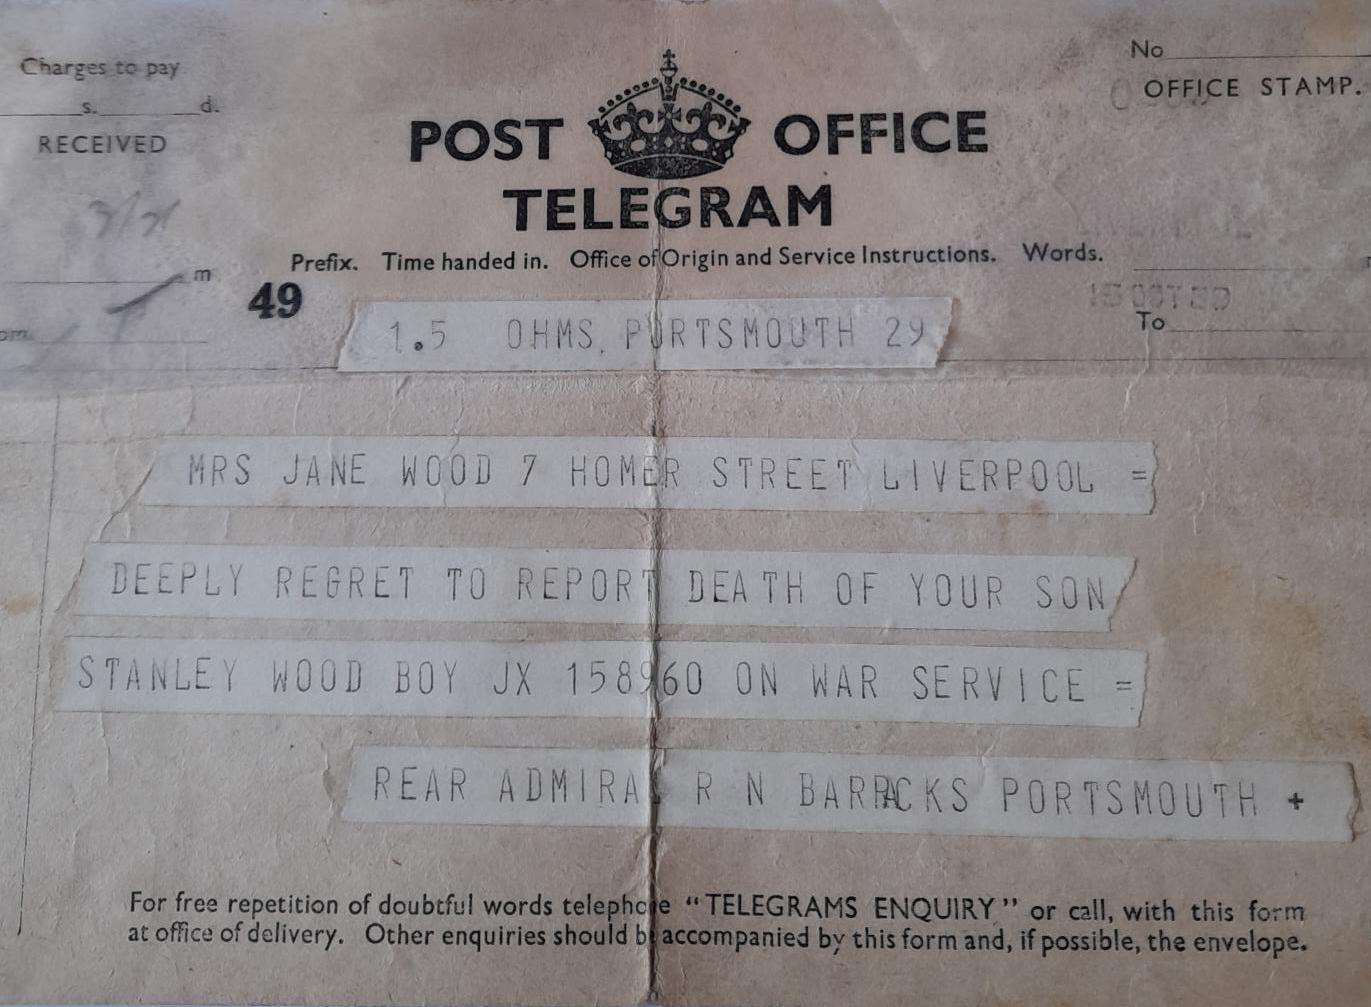 Charges to pay
s. d.
RECEIVED
No
OFFICE STAMP.
POST OFFICE
TELEGRAM
Prefix. Time handed in. Office of Origin and Service Instructions. Words.
m
49
15 OCT 39
To
1.5 OHMS. PORTSMOUTH 29
MRS JANE WOOD 7 HOMER STREET LIVERPOOL =
DEEPLY REGRET TO REPORT DEATH OF YOUR SON
STANLEY WOOD BOY JX 158960 ON WAR SERVICE =
REAR ADMIRAL R N BARRACKS PORTSMOUTH +
For free repetition of doubtful words telephone "TELEGRAMS ENQUIRY" or call, with this form
at office of delivery. Other enquiries should be accompanied by this form and, if possible, the envelope.